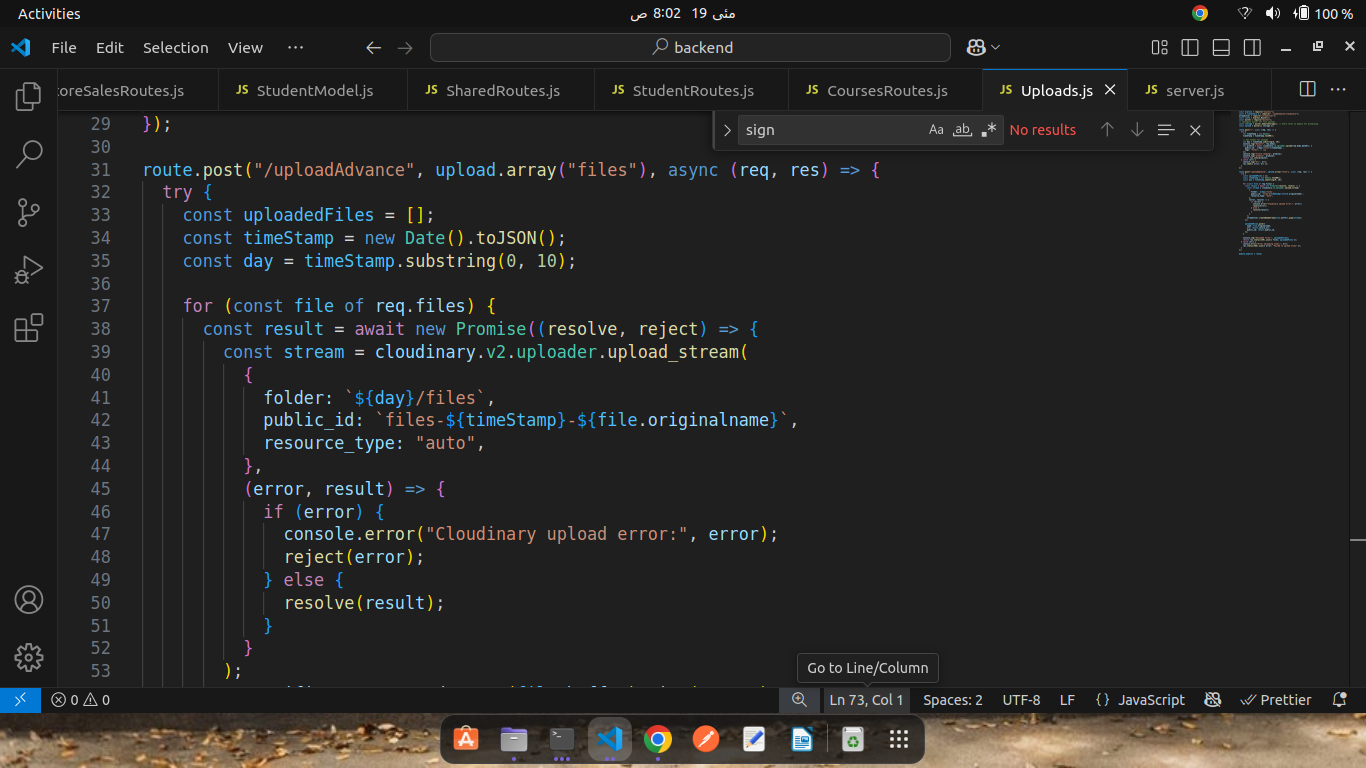 Activities
مئی 19 8:02 ص
100 %
File Edit Selection View ···
backend
oreSalesRoutes.js
JS StudentModel.js
JS SharedRoutes.js
JS StudentRoutes.js
JS CoursesRoutes.js
JS Uploads.js
JS server.js
sign
Aa ab .*
No results
29 });
30
31 route.post("/uploadAdvance", upload.array("files"), async (req, res) => {
32 try {
33 const uploadedFiles = [];
34 const timeStamp = new Date().toJSON();
35 const day = timeStamp.substring(0, 10);
36
37 for (const file of req.files) {
38 const result = await new Promise((resolve, reject) => {
39 const stream = cloudinary.v2.uploader.upload_stream(
40 {
41 folder: `${day}/files`,
42 public_id: `files-${timeStamp}-${file.originalname}`,
43 resource_type: "auto",
44 },
45 (error, result) => {
46 if (error) {
47 console.error("Cloudinary upload error:", error);
48 reject(error);
49 } else {
50 resolve(result);
51 }
52 }
53 );
Go to Line/Column
0 0
Ln 73, Col 1
Spaces: 2
UTF-8
LF
{ } JavaScript
Prettier